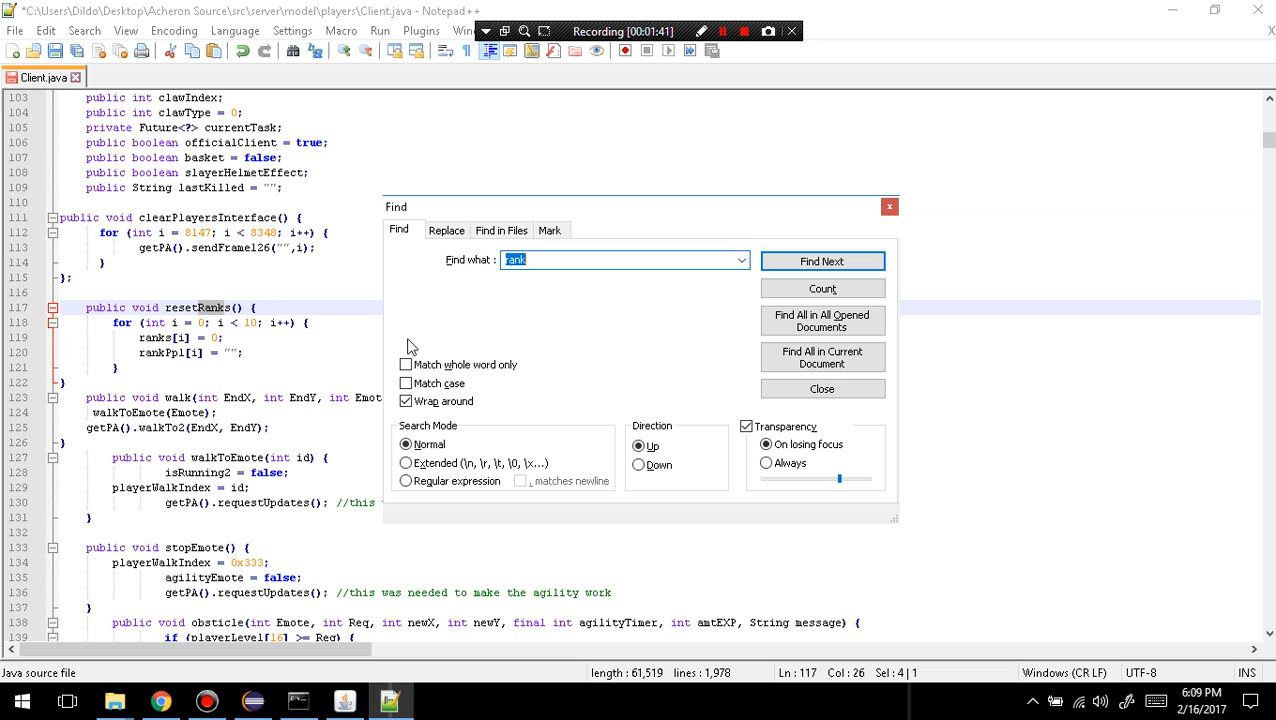 *C:\Users\Dildo\Desktop\Acheron Source\src\server\model\players\Client.java - Notepad++
File Edit Search View Encoding Language Settings Macro Run Plugins Win
Recording [00:01:41]
Client.java
103 public int clawIndex;
104 public int clawType = 0;
105 private Future<?> currentTask;
106 public boolean officialClient = true;
107 public boolean basket = false;
108 public boolean slayerHelmetEffect;
109 public String lastKilled = "";
110
111 public void clearPlayersInterface() {
112 for (int i = 8147; i < 8348; i++) {
113 getPA().sendFrame126("",i);
114 }
115 };
116
117 public void resetRanks() {
118 for (int i = 0; i < 10; i++) {
119 ranks[i] = 0;
120 rankPpl[i] = "";
121 }
122 }
123 public void walk(int EndX, int EndY, int Emot
124 walkToEmote(Emote);
125 getPA().walkTo2(EndX, EndY);
126 }
127 public void walkToEmote(int id) {
128 isRunning2 = false;
129 playerWalkIndex = id;
130 getPA().requestUpdates(); //this
131 }
132
133 public void stopEmote() {
134 playerWalkIndex = 0x333;
135 agilityEmote = false;
136 getPA().requestUpdates(); //this was needed to make the agility work
137 }
138 public void obsticle(int Emote, int Req, int newX, int newY, final int agilityTimer, int amtEXP, String message) {
139 if (playerLevel[16] >= Req) {
Find
Find Replace Find in Files Mark
Find what : rank
Find Next
Count
Find All in All Opened
Documents
Find All in Current
Document
Close
Match whole word only
Match case
Wrap around
Search Mode
Normal
Extended (\n, \r, \t, \0, \x...)
Regular expression . matches newline
Direction
Up
Down
Transparency
On losing focus
Always
Java source file length : 61,519 lines : 1,978 Ln : 117 Col : 26 Sel : 4 | 1 Windows (CR LF) UTF-8 INS
6:09 PM
2/16/2017